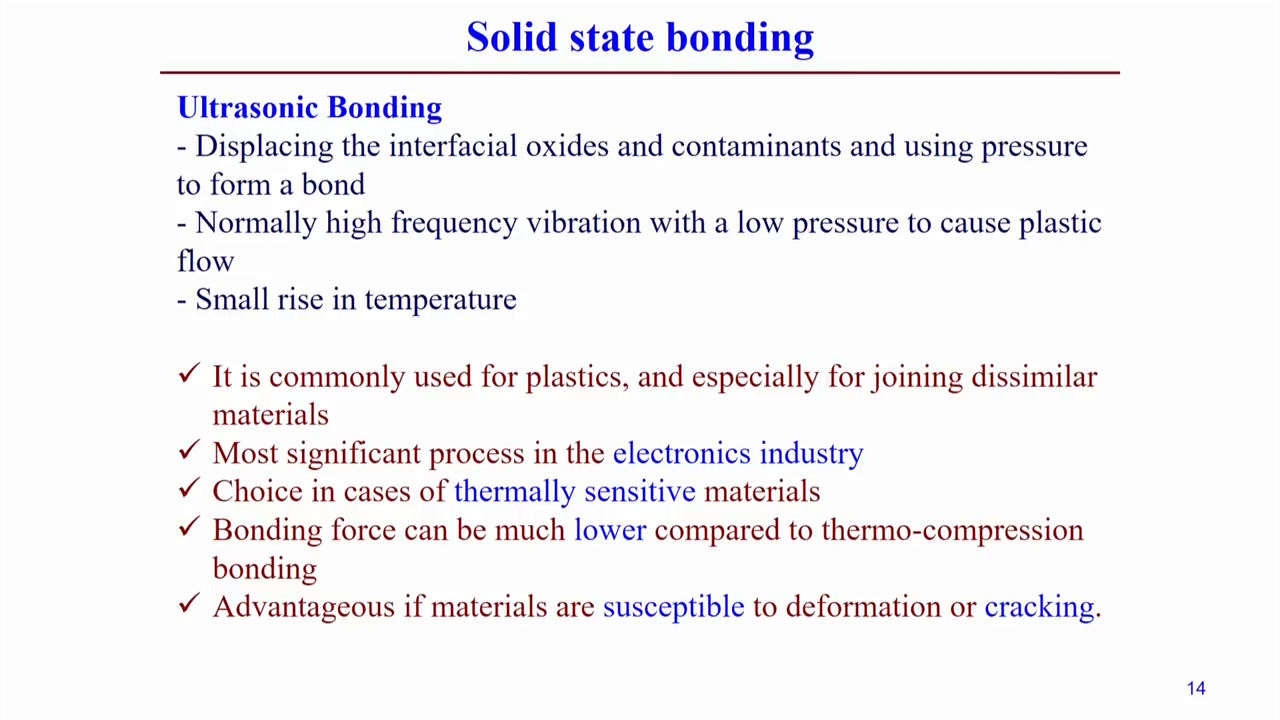 Solid state bonding
Ultrasonic Bonding
- Displacing the interfacial oxides and contaminants and using pressure
to form a bond
- Normally high frequency vibration with a low pressure to cause plastic
flow
- Small rise in temperature
✓ It is commonly used for plastics, and especially for joining dissimilar
materials
✓ Most significant process in the electronics industry
✓ Choice in cases of thermally sensitive materials
✓ Bonding force can be much lower compared to thermo-compression
bonding
✓ Advantageous if materials are susceptible to deformation or cracking.
14